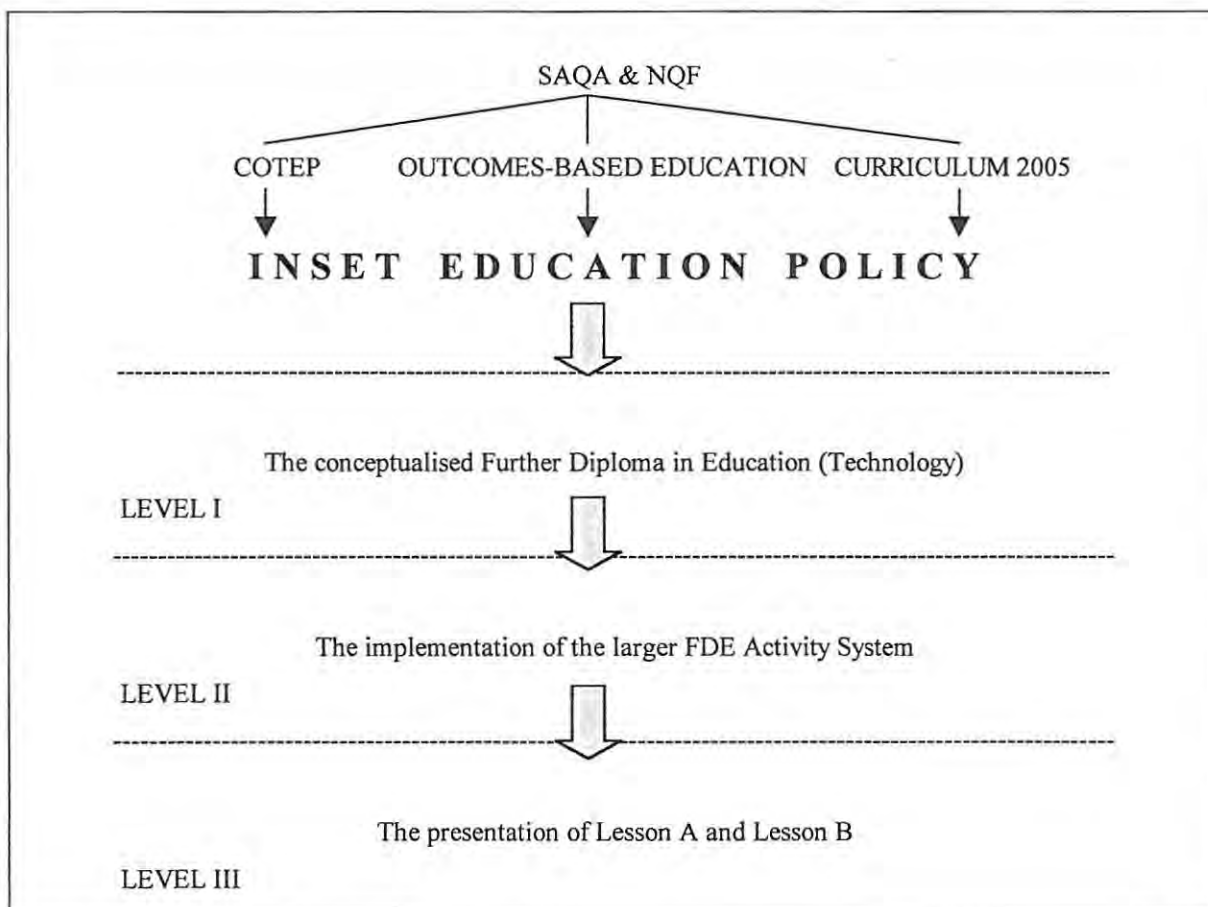 SAQA & NQF
COTEP OUTCOMES-BASED EDUCATION CURRICULUM 2005
INSET EDUCATION POLICY
The conceptualised Further Diploma in Education (Technology)
LEVEL I
The implementation of the larger FDE Activity System
LEVEL II
The presentation of Lesson A and Lesson B
LEVEL III